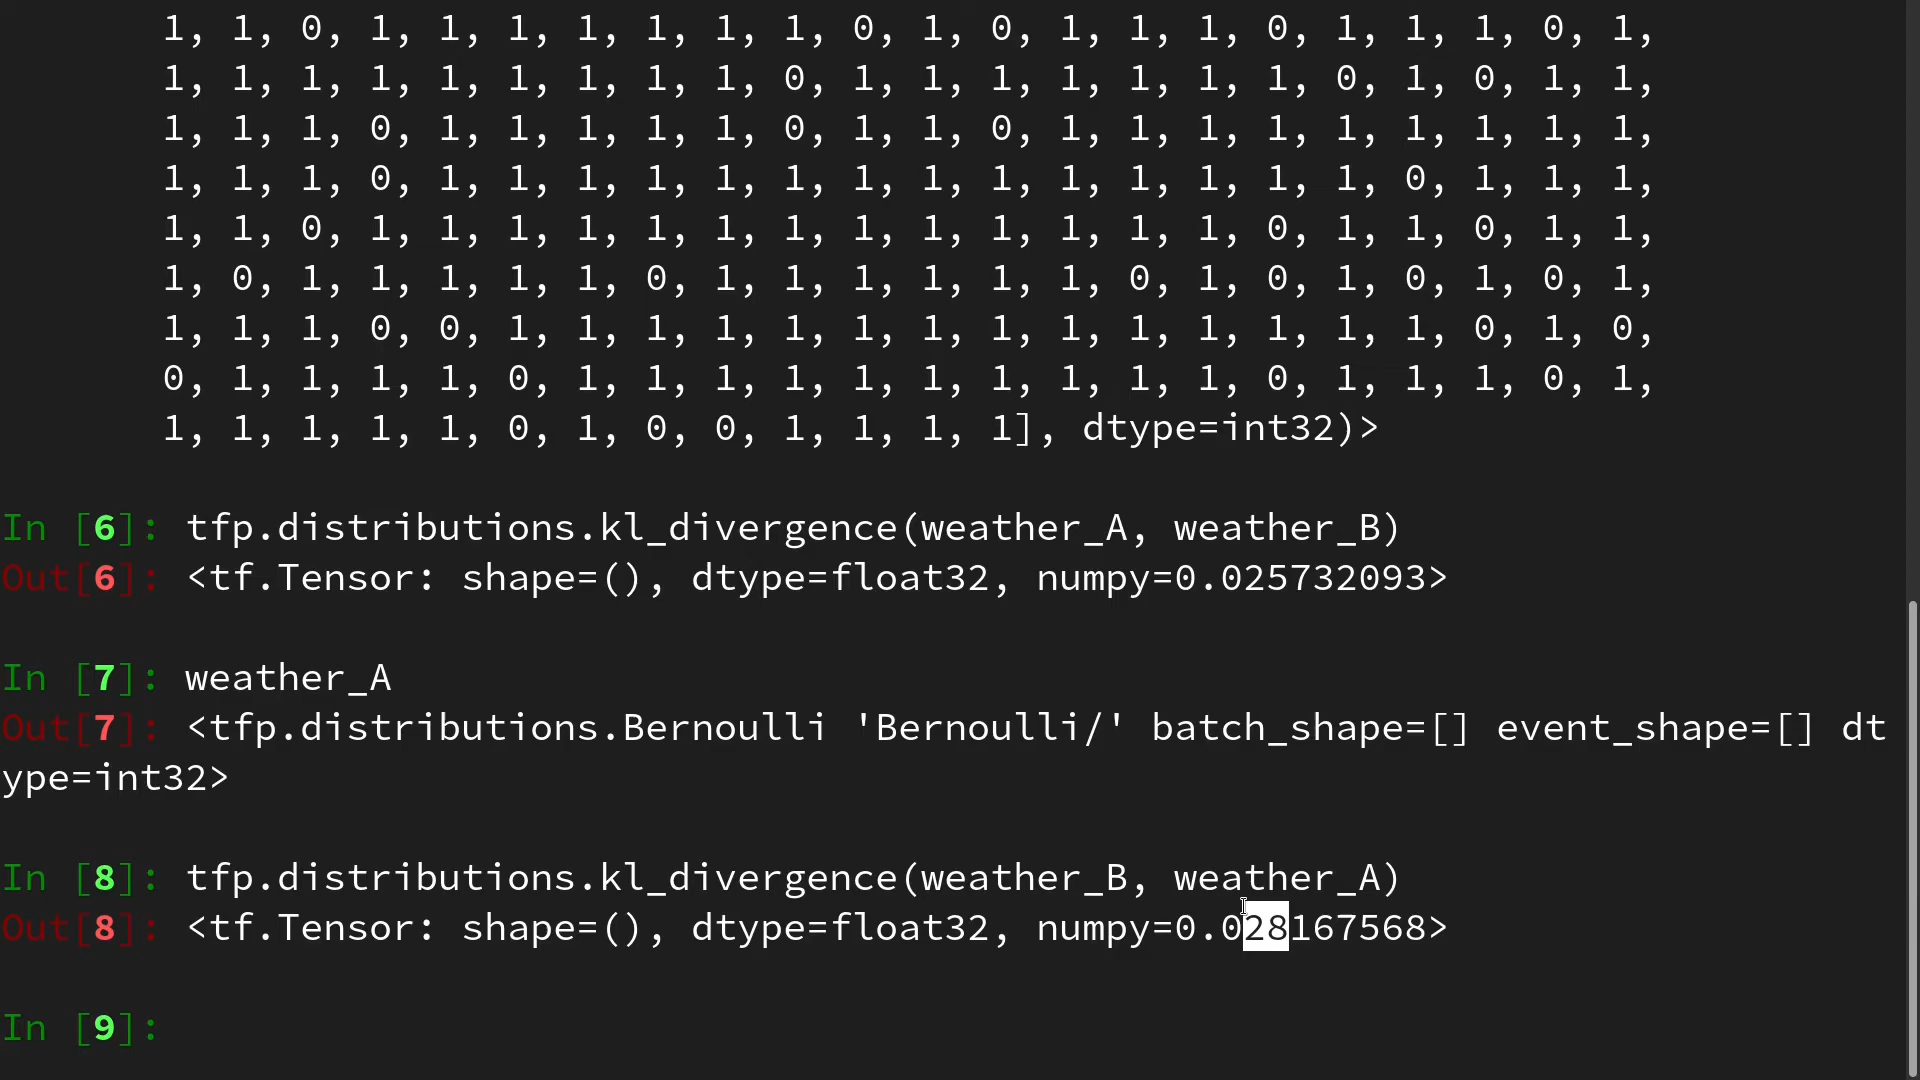 1, 1, 0, 1, 1, 1, 1, 1, 1, 1, 0, 1, 0, 1, 1, 1, 0, 1, 1, 1, 0, 1,
1, 1, 1, 1, 1, 1, 1, 1, 1, 0, 1, 1, 1, 1, 1, 1, 1, 0, 1, 0, 1, 1,
1, 1, 1, 0, 1, 1, 1, 1, 1, 0, 1, 1, 0, 1, 1, 1, 1, 1, 1, 1, 1, 1,
1, 1, 1, 0, 1, 1, 1, 1, 1, 1, 1, 1, 1, 1, 1, 1, 1, 1, 0, 1, 1, 1,
1, 1, 0, 1, 1, 1, 1, 1, 1, 1, 1, 1, 1, 1, 1, 1, 0, 1, 1, 0, 1, 1,
1, 0, 1, 1, 1, 1, 1, 0, 1, 1, 1, 1, 1, 1, 0, 1, 0, 1, 0, 1, 0, 1,
1, 1, 1, 0, 0, 1, 1, 1, 1, 1, 1, 1, 1, 1, 1, 1, 1, 1, 1, 0, 1, 0,
0, 1, 1, 1, 1, 0, 1, 1, 1, 1, 1, 1, 1, 1, 1, 1, 0, 1, 1, 1, 0, 1,
1, 1, 1, 1, 1, 0, 1, 0, 0, 1, 1, 1, 1], dtype=int32)>
In [6]: tfp.distributions.kl_divergence(weather_A, weather_B)
Out[6]: <tf.Tensor: shape=(), dtype=float32, numpy=0.025732093>
In [7]: weather_A
Out[7]: <tfp.distributions.Bernoulli 'Bernoulli/' batch_shape=[] event_shape=[] dt
ype=int32>
In [8]: tfp.distributions.kl_divergence(weather_B, weather_A)
Out[8]: <tf.Tensor: shape=(), dtype=float32, numpy=0.028167568>
In [9]: